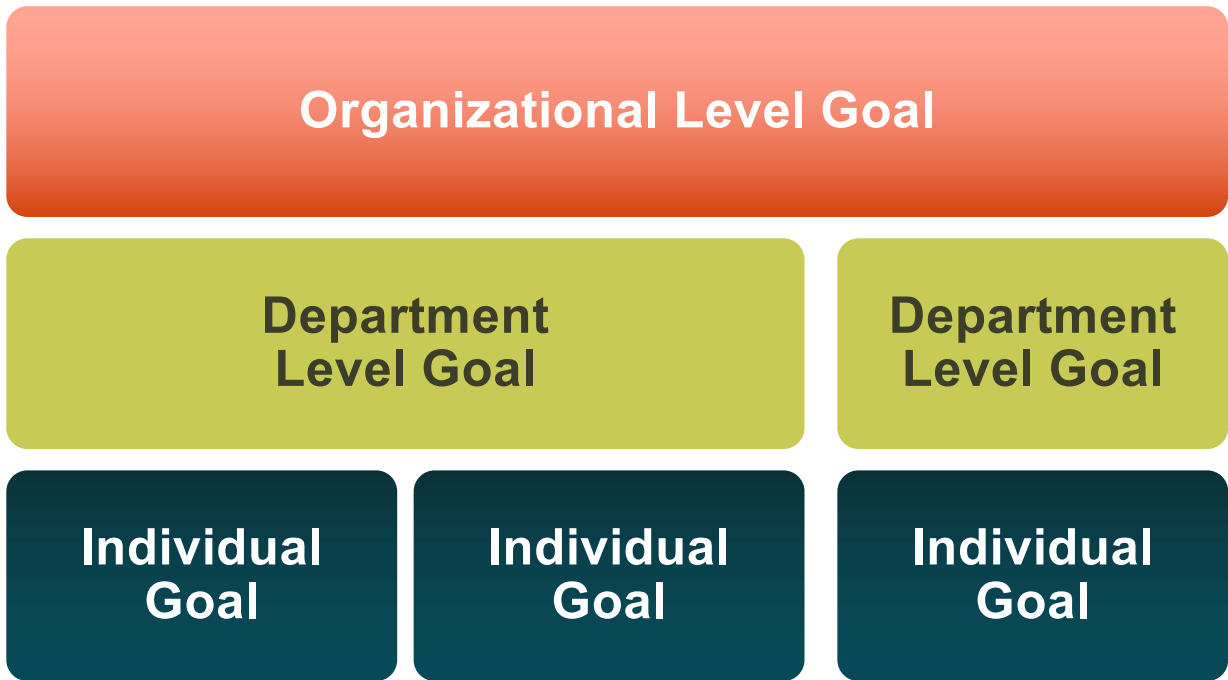 Organizational Level Goal
Department
Level Goal
Department
Level Goal
Individual
Goal
Individual
Goal
Individual
Goal